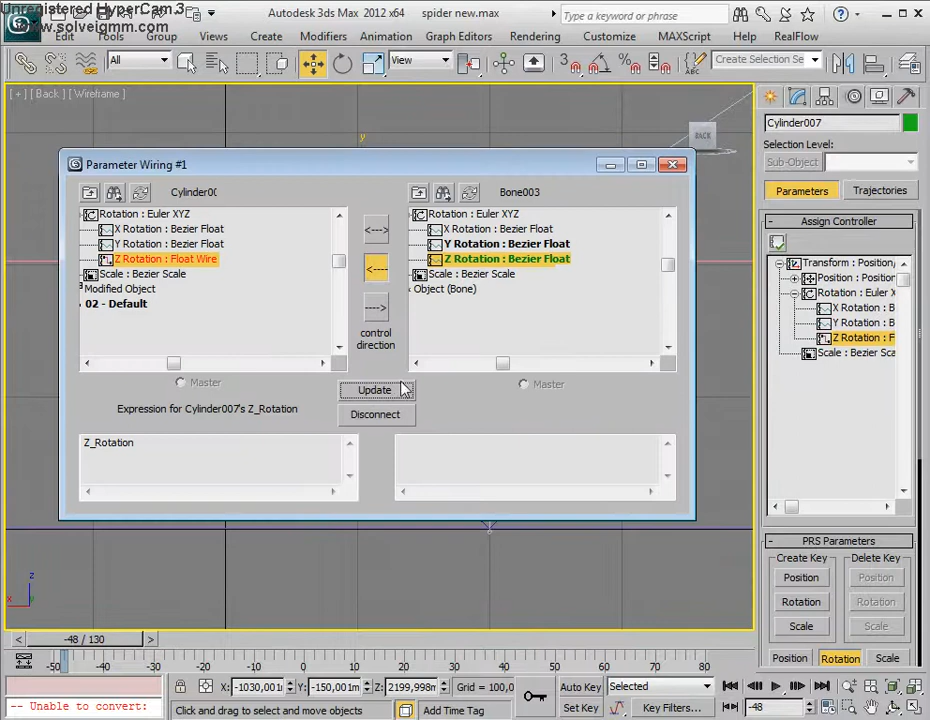 Unregistered HyperCam 3
www.solveigmm.com
Autodesk 3ds Max 2012 x64 spider new.max
Type a keyword or phrase
Edit Tools Group Views Create Modifiers Animation Graph Editors Rendering Customize MAXScript Help RealFlow
All View Create Selection Se
[ + ] [ Back ] [ Wireframe ]
y
BACK
Parameter Wiring #1
Cylinder00 Bone003
Rotation : Euler XYZ
X Rotation : Bezier Float
Y Rotation : Bezier Float
Z Rotation : Float Wire
Scale : Bezier Scale
Modified Object
02 - Default
<--->
<----
---->
control
direction
Rotation : Euler XYZ
X Rotation : Bezier Float
Y Rotation : Bezier Float
Z Rotation : Bezier Float
Scale : Bezier Scale
Object (Bone)
Master Master
Update
Disconnect
Expression for Cylinder007's Z_Rotation
Z_Rotation
Cylinder007
Selection Level:
Sub-Object
Parameters Trajectories
Assign Controller
Transform : Position/
Position : Position
Rotation : Euler X
X Rotation : B
Y Rotation : B
Z Rotation : F
Scale : Bezier Sca
PRS Parameters
Create Key Delete Key
Position Position
Rotation Rotation
Scale Scale
Position Rotation Scale
z
x y
< -48 / 130 >
-50 -40 -30 -20 -10 0 10 20 30 40 50 60 70 80
X: -1030,001m Y: -150,001m Z: 2199,998m Grid = 100,0
Auto Key Selected
-- Unable to convert:
Click and drag to select and move objects
Add Time Tag
Set Key Key Filters...
-48